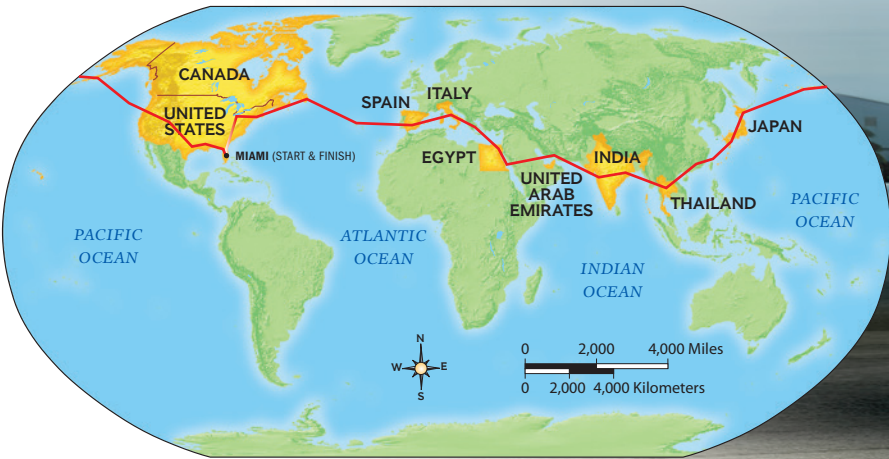 CANADA
UNITED
STATES
MIAMI (START & FINISH)
SPAIN
ITALY
EGYPT
UNITED
ARAB
EMIRATES
INDIA
THAILAND
JAPAN
PACIFIC
OCEAN
ATLANTIC
OCEAN
INDIAN
OCEAN
PACIFIC
OCEAN
N
W E
S
0 2,000 4,000 Miles
0 2,000 4,000 Kilometers